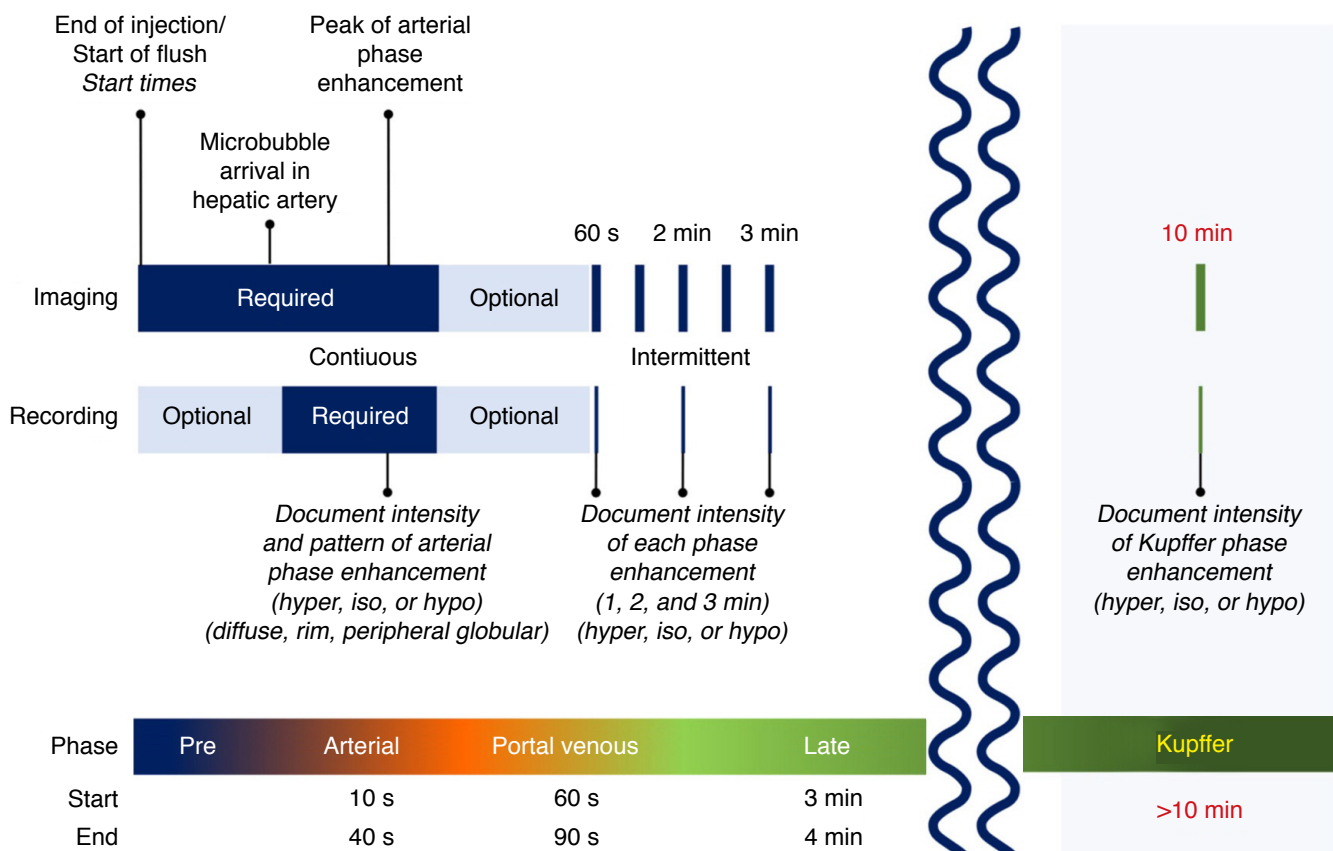 End of injection/
Start of flush
Start times
Peak of arterial
phase
enhancement
Microbubble
arrival in
hepatic artery
60 s
2 min
3 min
10 min
Imaging
Required
Optional
Contiuous
Intermittent
Recording
Optional
Required
Optional
Document intensity
and pattern of arterial
phase enhancement
(hyper, iso, or hypo)
(diffuse, rim, peripheral globular)
Document intensity
of each phase
enhancement
(1, 2, and 3 min)
(hyper, iso, or hypo)
Document intensity
of Kupffer phase
enhancement
(hyper, iso, or hypo)
Phase
Pre
Arterial
Portal venous
Late
Kupffer
Start
10 s
60 s
3 min
>10 min
End
40 s
90 s
4 min